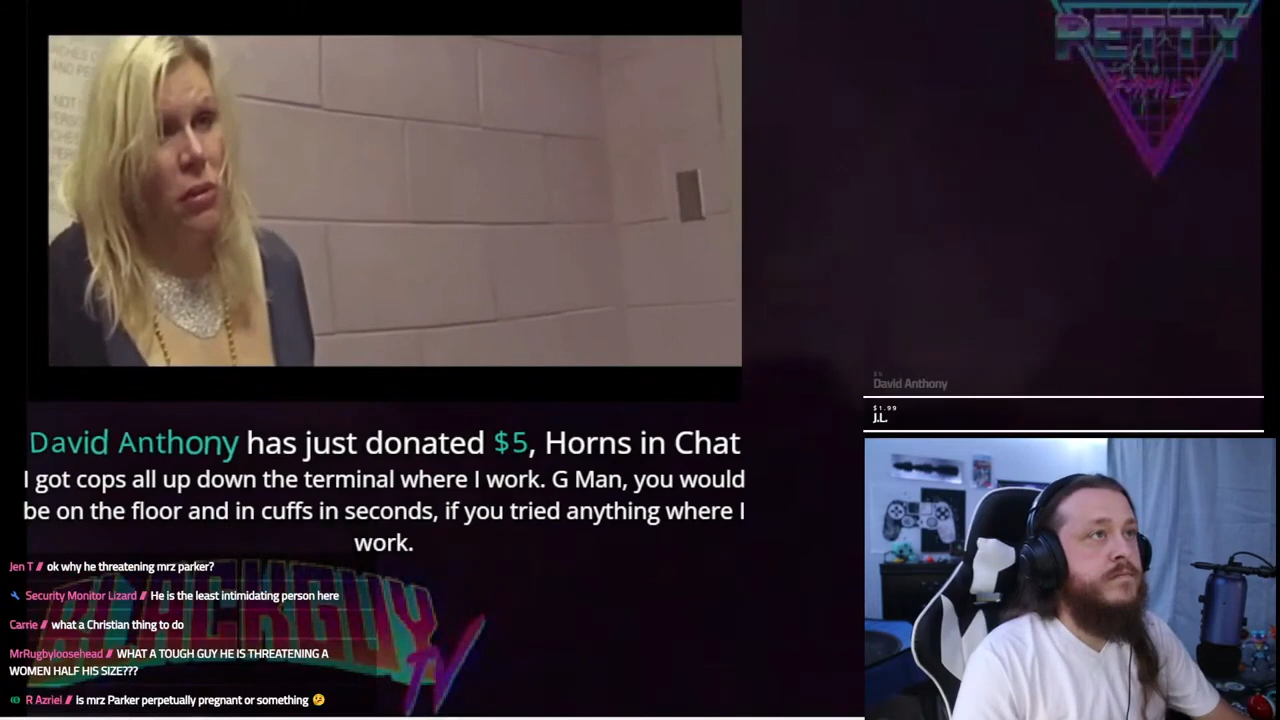 PETTY
FAMILY
David Anthony
$1.99
J.L.
David Anthony has just donated $5, Horns in Chat
I got cops all up down the terminal where I work. G Man, you would
be on the floor and in cuffs in seconds, if you tried anything where I
work.
Jen T // ok why he threatening mrz parker?
Security Monitor Lizard // He is the least intimidating person here
Carrie // what a Christian thing to do
MrRugbyloosehead // WHAT A TOUGH GUY HE IS THREATENING A
WOMEN HALF HIS SIZE???
R Azriel // is mrz Parker perpetually pregnant or something 😕
BLACKGUY
TV